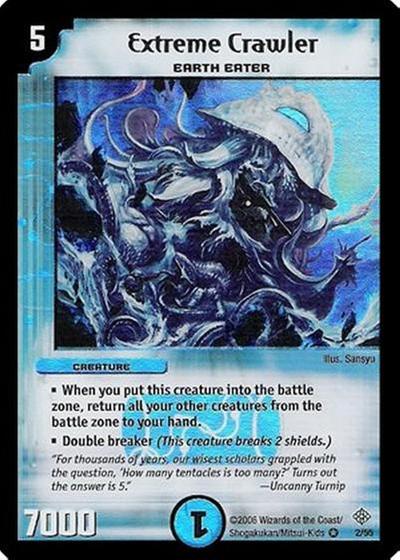 5
Extreme Crawler
EARTH EATER
Illus. Sansyu
CREATURE
▪ When you put this creature into the battle
zone, return all your other creatures from the
battle zone to your hand.
▪ Double breaker (This creature breaks 2 shields.)
"For thousands of years, our wisest scholars grappled with
the question, 'How many tentacles is too many?' Turns out
the answer is 5." —Uncanny Turnip
7000
1
©2006 Wizards of the Coast/
Shogakukan/Mitsui-Kids 2/55